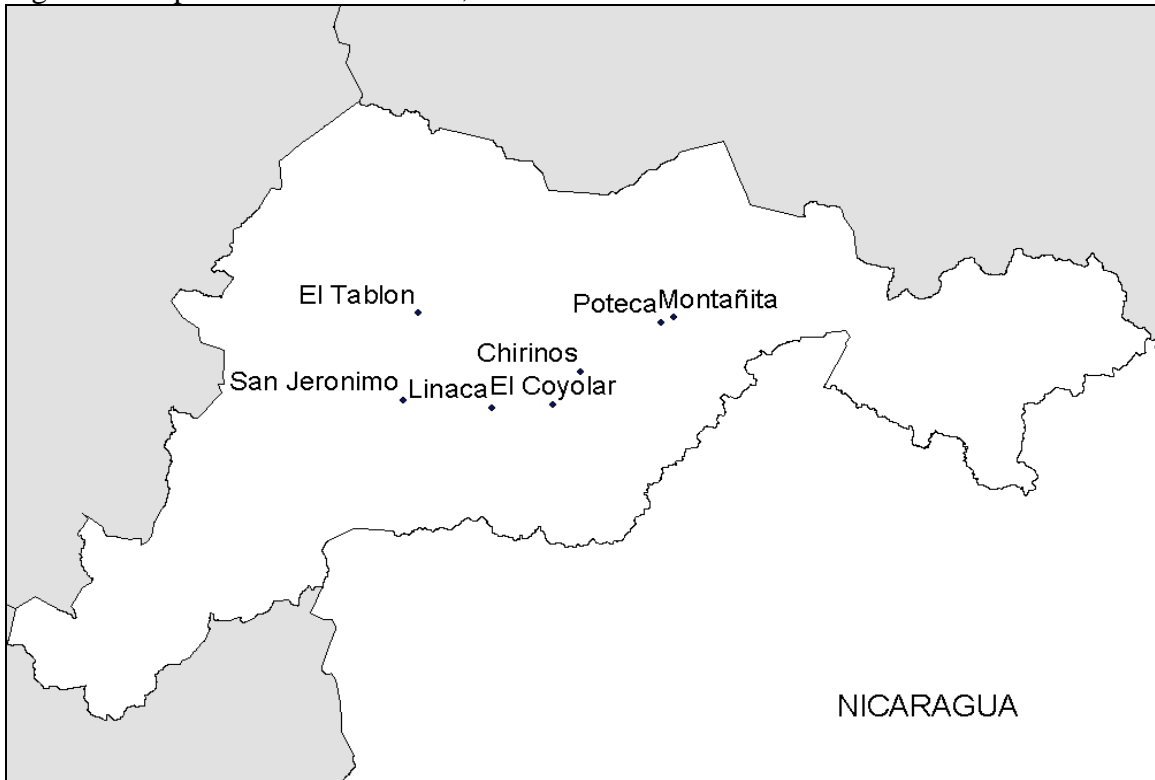 El Tablon
Poteca
Montañita
Chirinos
San Jeronimo
Linaca
El Coyolar
NICARAGUA